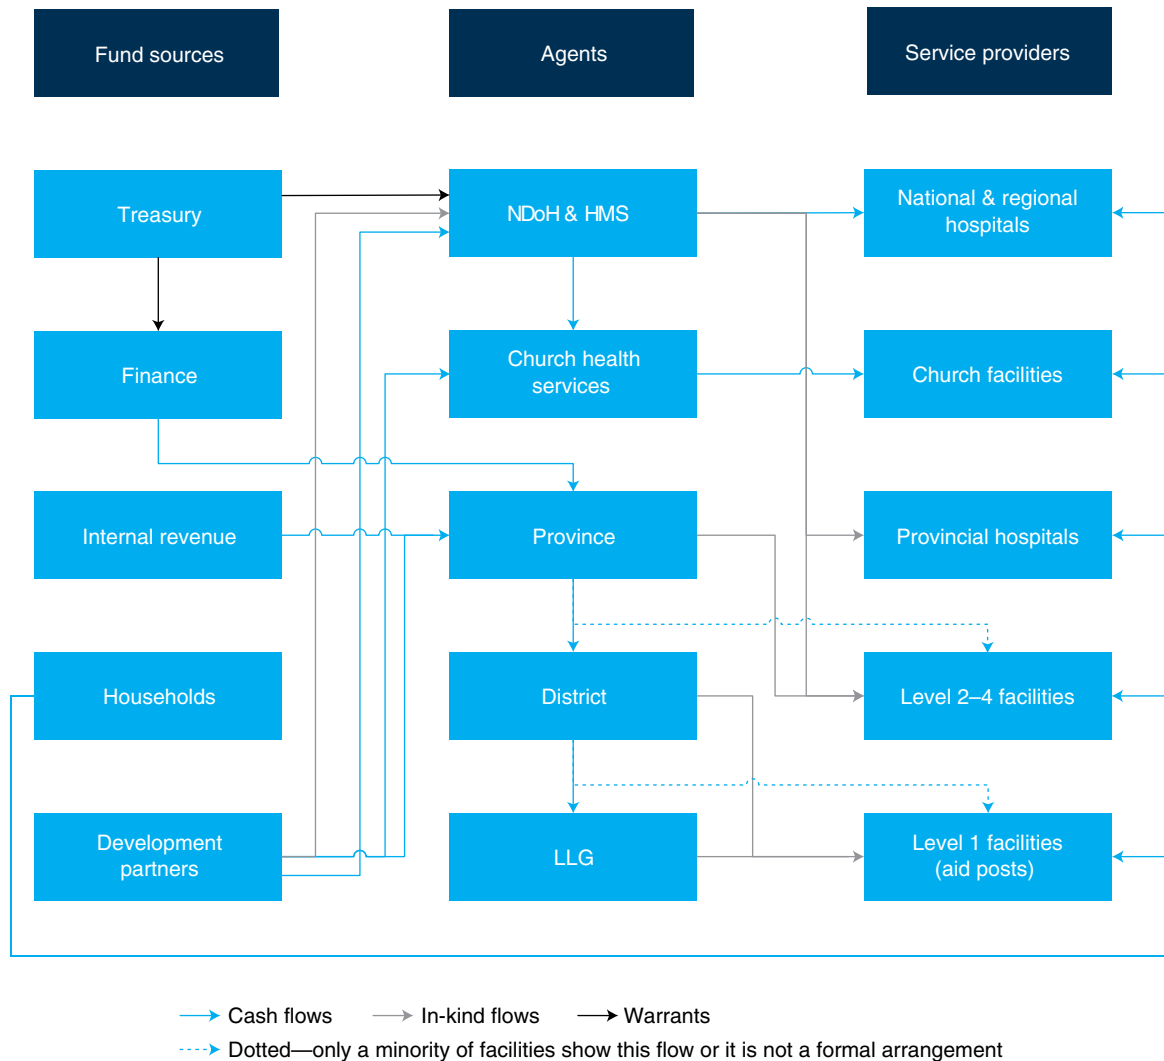 Fund sources
Agents
Service providers
Treasury
NDoH & HMS
National & regional
hospitals
Finance
Church health
services
Church facilities
Internal revenue
Province
Provincial hospitals
Households
District
Level 2–4 facilities
Development
partners
LLG
Level 1 facilities
(aid posts)
Cash flows
In-kind flows
Warrants
Dotted—only a minority of facilities show this flow or it is not a formal arrangement